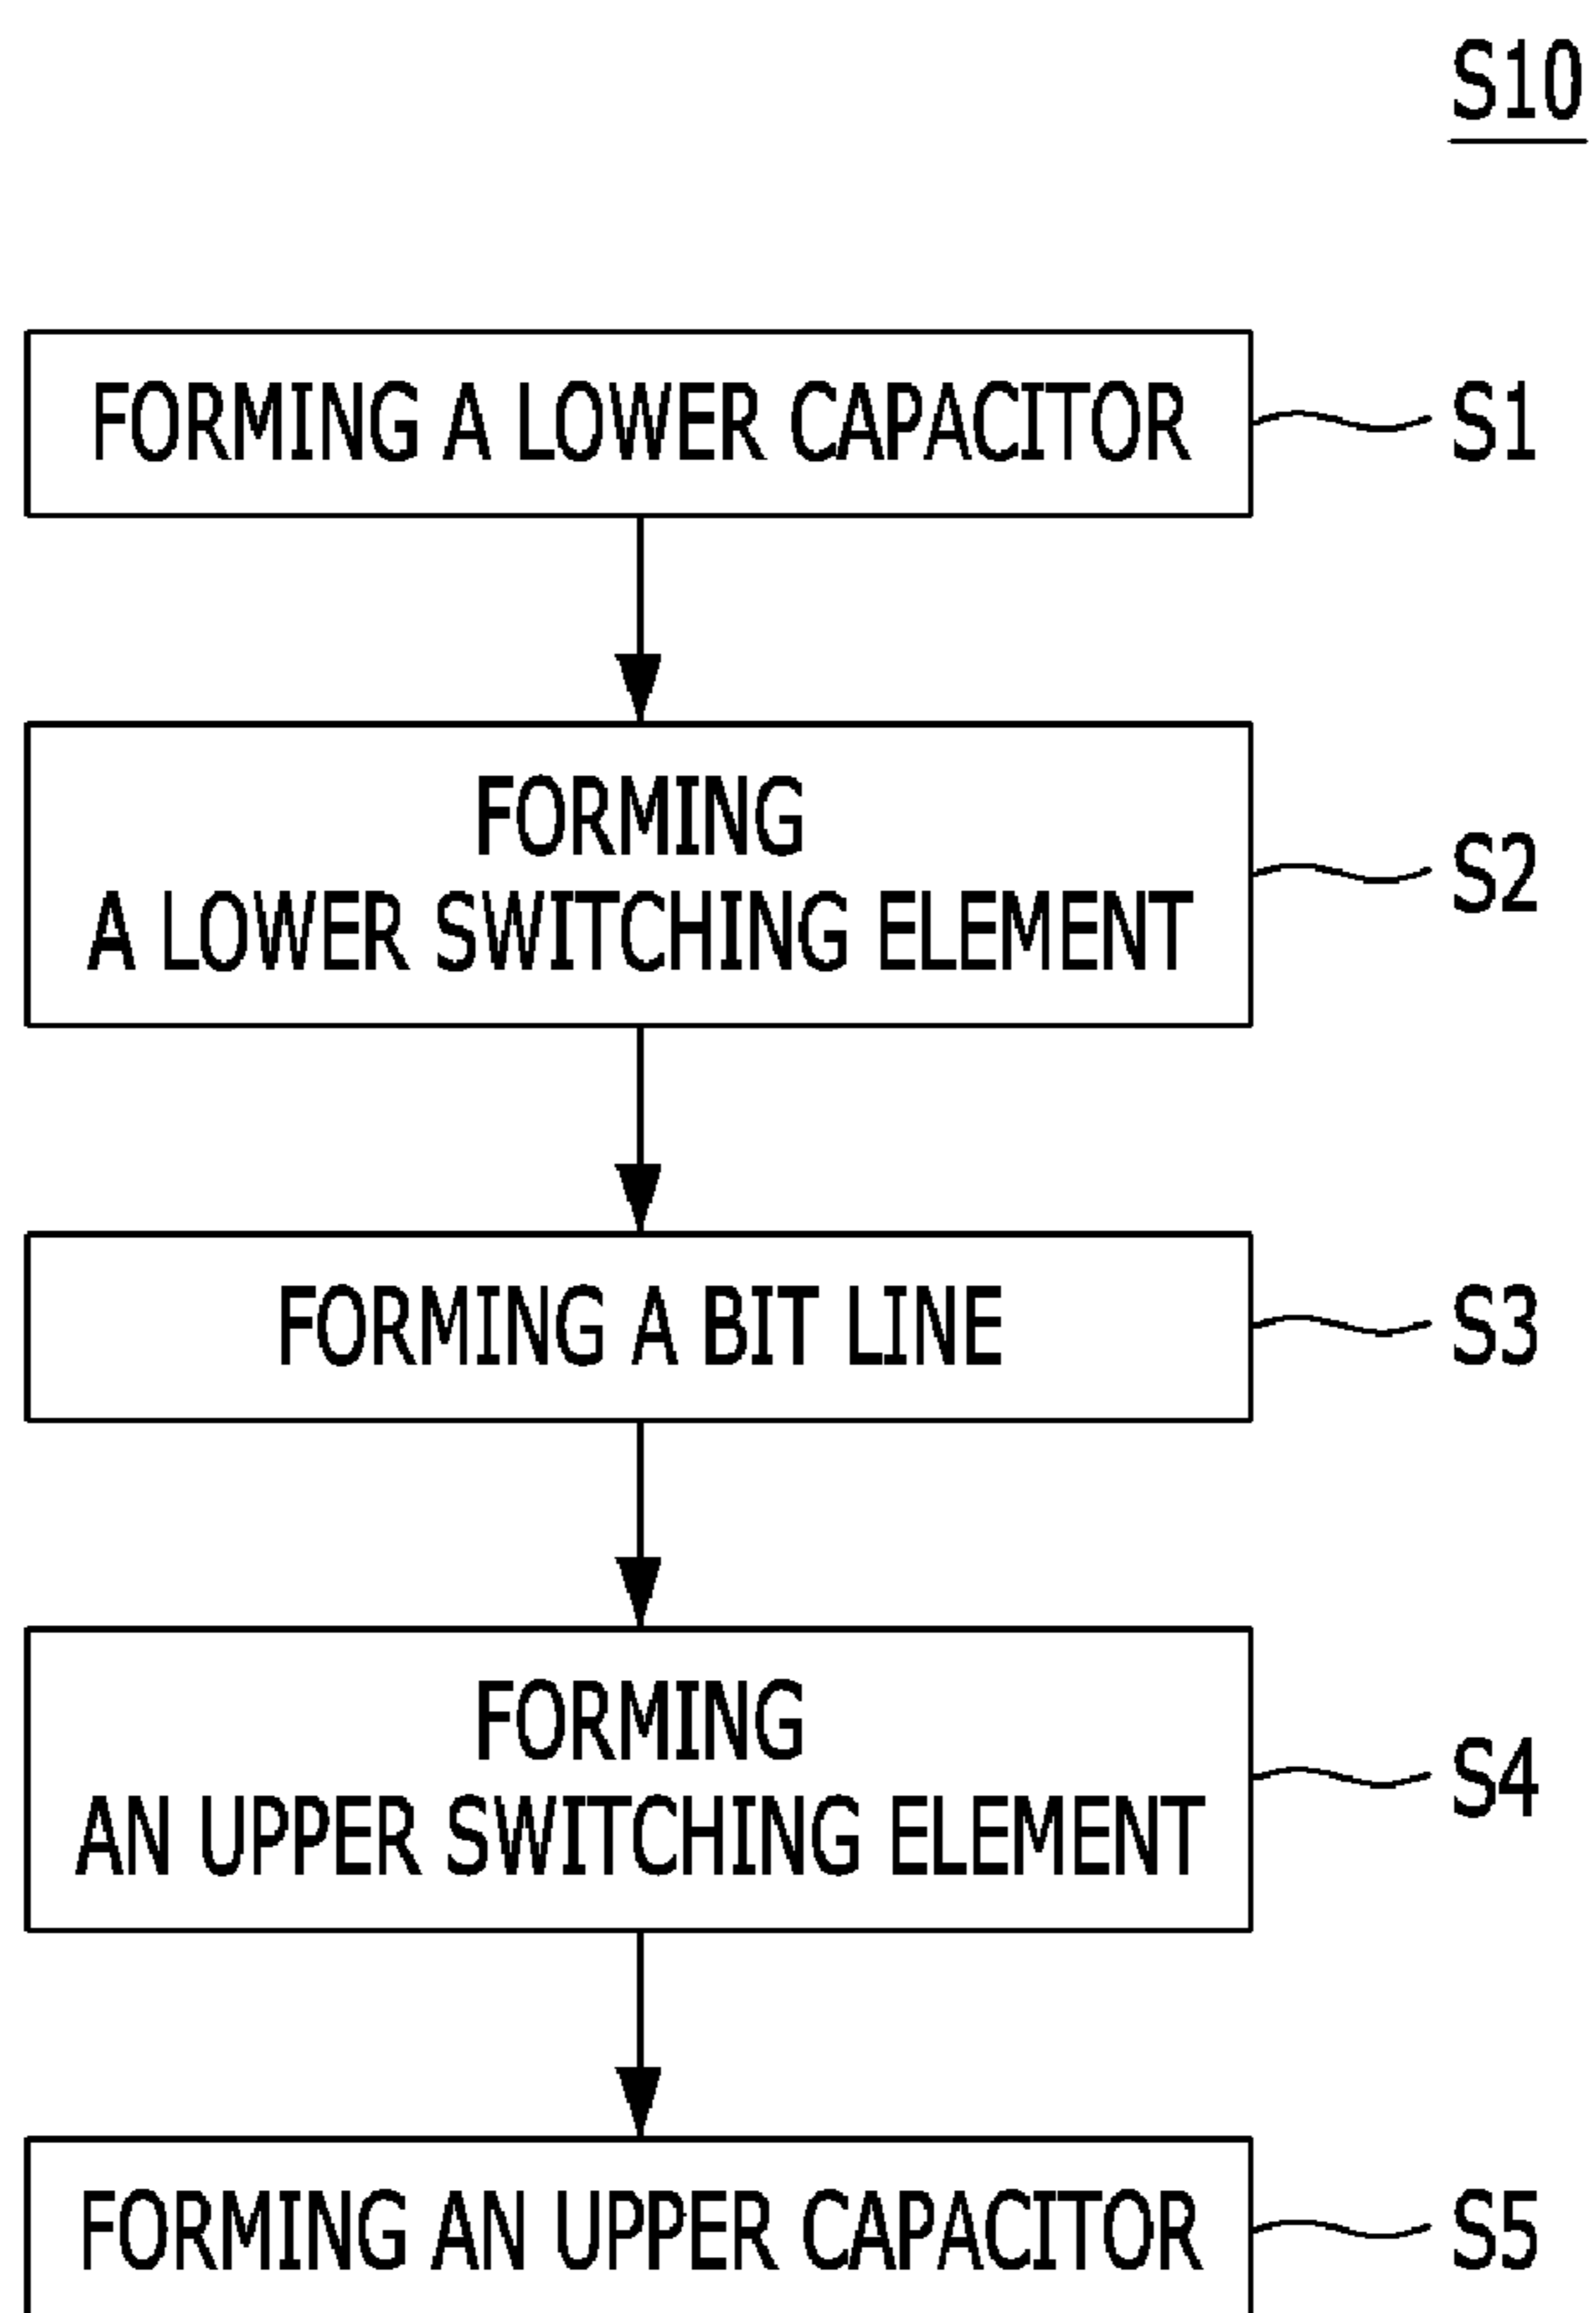 S10
FORMING A LOWER CAPACITOR
S1
FORMING
A LOWER SWITCHING ELEMENT
S2
FORMING A BIT LINE
S3
FORMING
AN UPPER SWITCHING ELEMENT
S4
FORMING AN UPPER CAPACITOR
S5